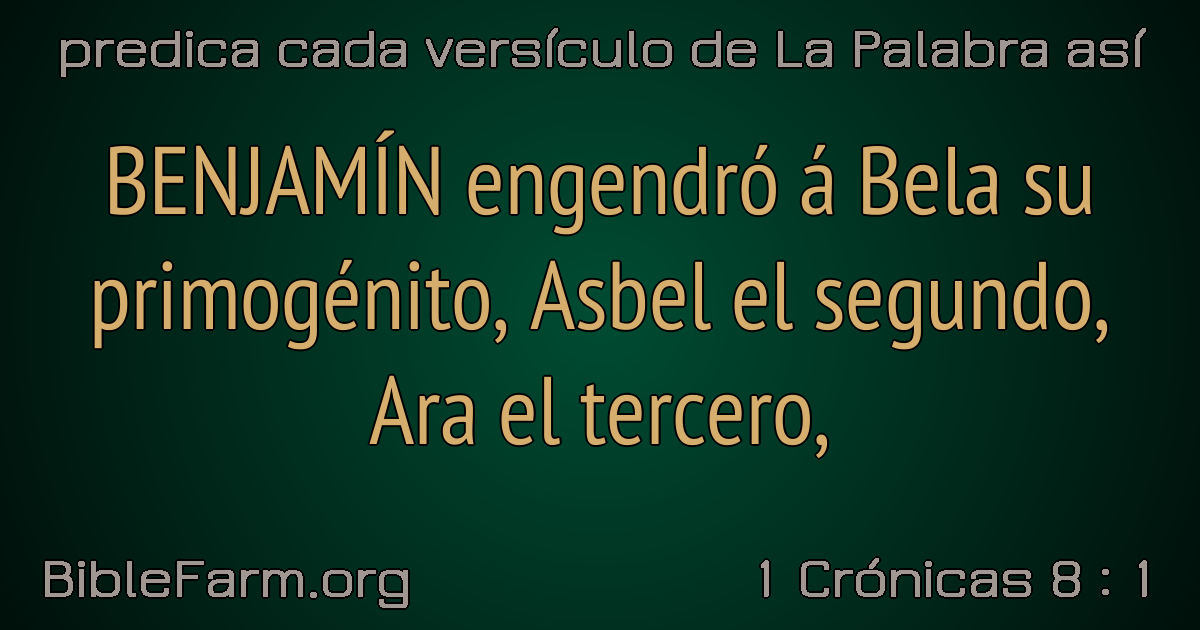 predica cada versículo de La Palabra así
BENJAMÍN engendró á Bela su
primogénito, Asbel el segundo,
Ara el tercero,
BibleFarm.org
1 Crónicas 8 : 1